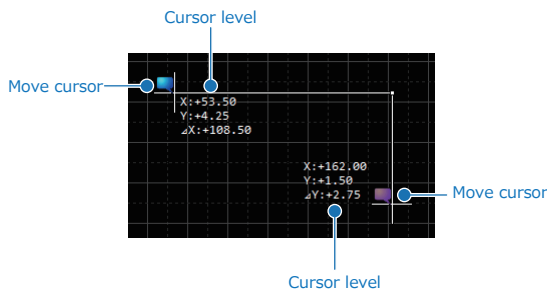 Cursor level
Move cursor
X:+53.50
Y:+4.25
⊿X:+108.50
X:+162.00
Y:+1.50
⊿Y:+2.75
Move cursor
Cursor level